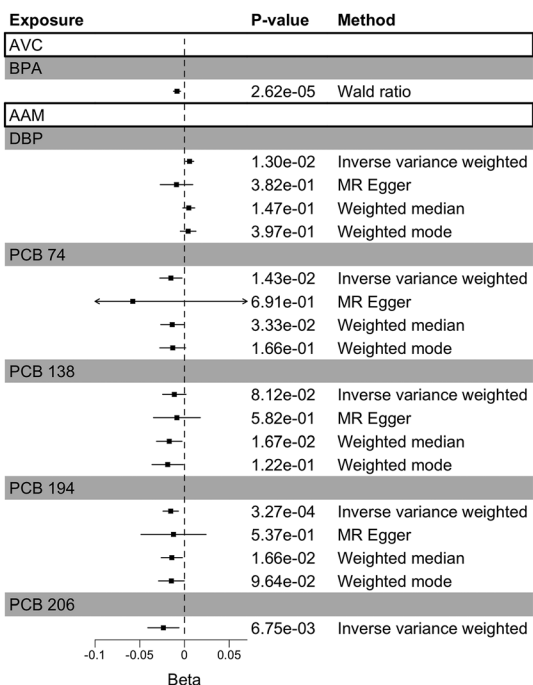 Exposure P-value Method
AVC
BPA
2.62e-05 Wald ratio
AAM
DBP
1.30e-02 Inverse variance weighted
3.82e-01 MR Egger
1.47e-01 Weighted median
3.97e-01 Weighted mode
PCB 74
1.43e-02 Inverse variance weighted
6.91e-01 MR Egger
3.33e-02 Weighted median
1.66e-01 Weighted mode
PCB 138
8.12e-02 Inverse variance weighted
5.82e-01 MR Egger
1.67e-02 Weighted median
1.22e-01 Weighted mode
PCB 194
3.27e-04 Inverse variance weighted
5.37e-01 MR Egger
1.66e-02 Weighted median
9.64e-02 Weighted mode
PCB 206
6.75e-03 Inverse variance weighted
-0.1 -0.05 0 0.05
Beta